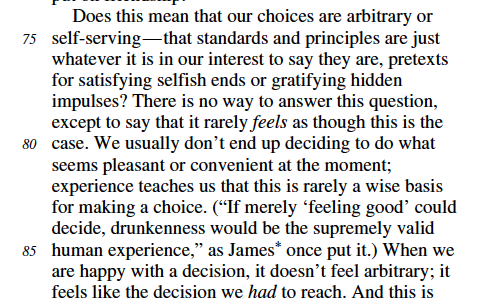 Does this mean that our choices are arbitrary or
75 self-serving—that standards and principles are just
whatever it is in our interest to say they are, pretexts
for satisfying selfish ends or gratifying hidden
impulses? There is no way to answer this question,
except to say that it rarely feels as though this is the
80 case. We usually don’t end up deciding to do what
seems pleasant or convenient at the moment;
experience teaches us that this is rarely a wise basis
for making a choice. (“If merely ‘feeling good’ could
decide, drunkenness would be the supremely valid
85 human experience,” as James* once put it.) When we
are happy with a decision, it doesn’t feel arbitrary; it
feels like the decision we had to reach. And this is